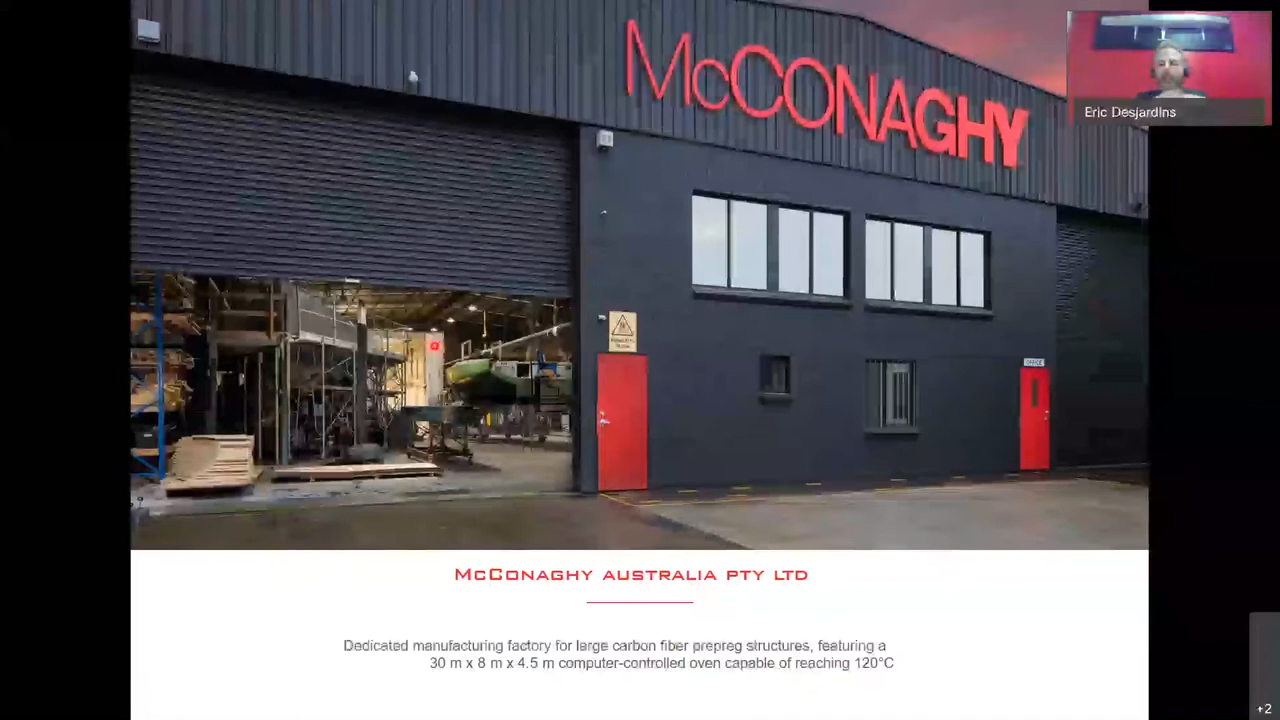 McCONAGHY
Eric Desjardins
OFFICE
McConaghy Australia Pty Ltd
Dedicated manufacturing factory for large carbon fiber prepreg structures, featuring a
30 m x 8 m x 4.5 m computer-controlled oven capable of reaching 120°C
+2